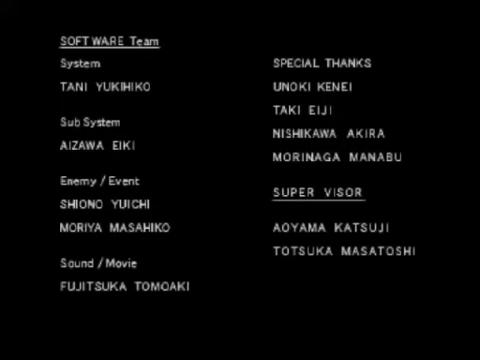 SOFTWARE Team
System
TANI YUKIHIKO
Sub System
AIZAWA EIKI
Enemy / Event
SHIONO YUICHI
MORIYA MASAHIKO
Sound / Movie
FUJITSUKA TOMOAKI
SPECIAL THANKS
UNOKI KENEI
TAKI EIJI
NISHIKAWA AKIRA
MORINAGA MANABU
SUPER VISOR
AOYAMA KATSUJI
TOTSUKA MASATOSHI